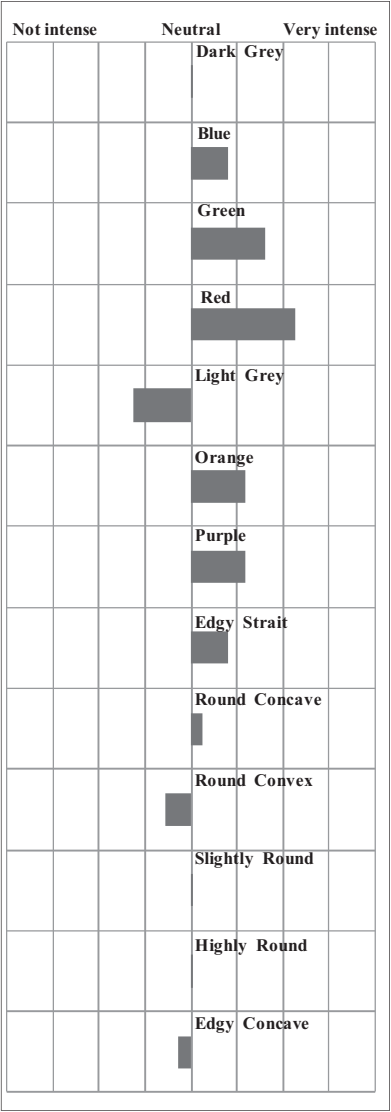 Not intense Neutral Very intense
Dark Grey
Blue
Green
Red
Light Grey
Orange
Purple
Edgy Strait
Round Concave
Round Convex
Slightly Round
Highly Round
Edgy Concave